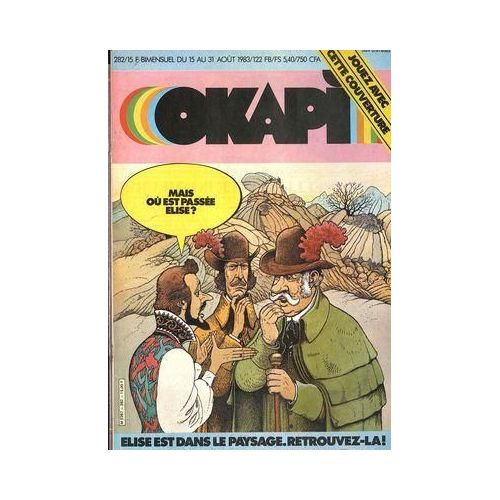 282/15 F. BIMENSUEL DU 15 AU 31 AOÛT 1983/122 FB/FS 5,40/750 CFA
JOUEZ AVEC
CETTE COUVERTURE
OKAPI
MAIS
OÙ EST PASSÉE
ELISE?
ELISE EST DANS LE PAYSAGE. RETROUVEZ-LA!